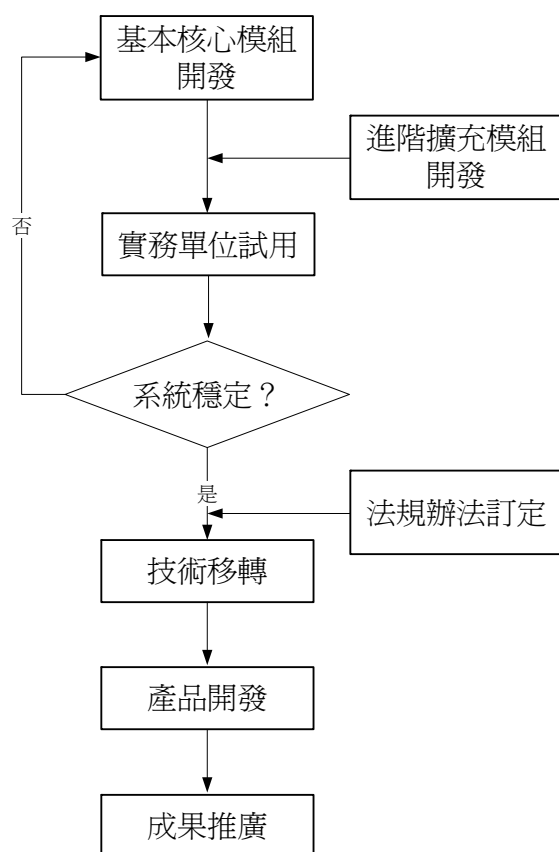 基本核心模組
開發
進階擴充模組
開發
否
實務單位試用
系統穩定？
是
法規辦法訂定
技術移轉
產品開發
成果推廣